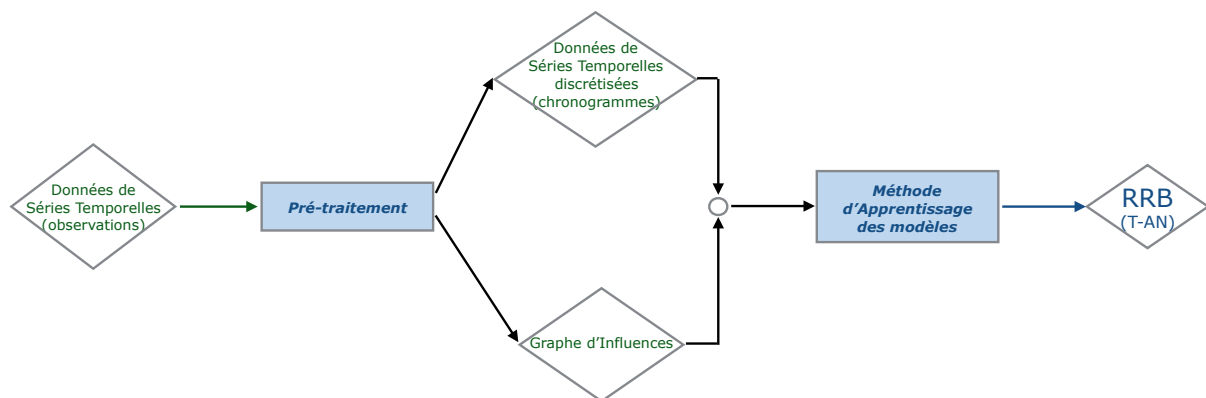 Données de
Séries Temporelles
(observations)
Pré-traitement
Données de
Séries Temporelles
discrétisées
(chronogrammes)
Graphe d’Influences
Méthode
d’Apprentissage
des modèles
RRB
(T-AN)